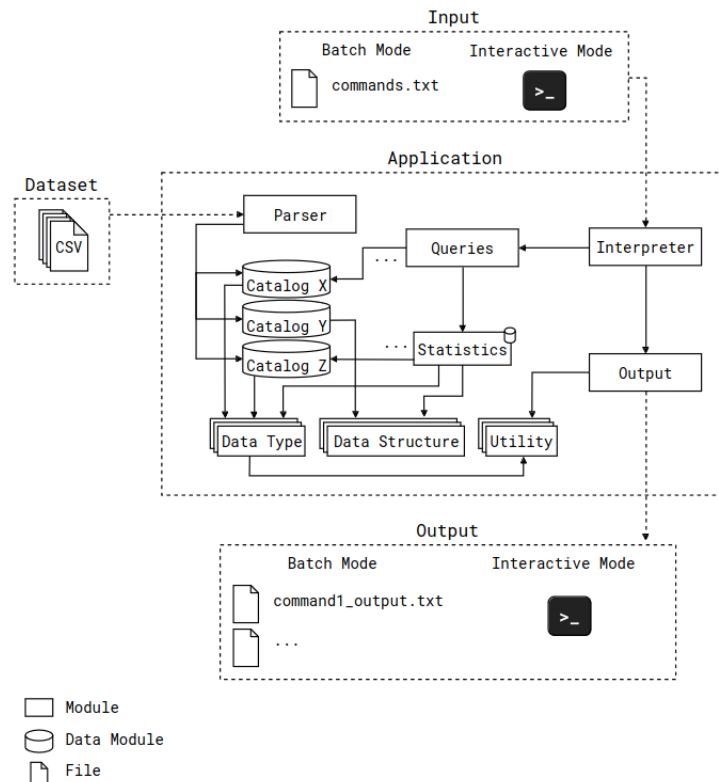 Input
Batch Mode
Interactive Mode
commands.txt
>_
Application
Dataset
CSV
Parser
Queries
Interpreter
...
Catalog X
Catalog Y
Catalog Z
...
Statistics
Output
Data Type
Data Structure
Utility
Output
Batch Mode
Interactive Mode
command1_output.txt
>_
...
Module
Data Module
File